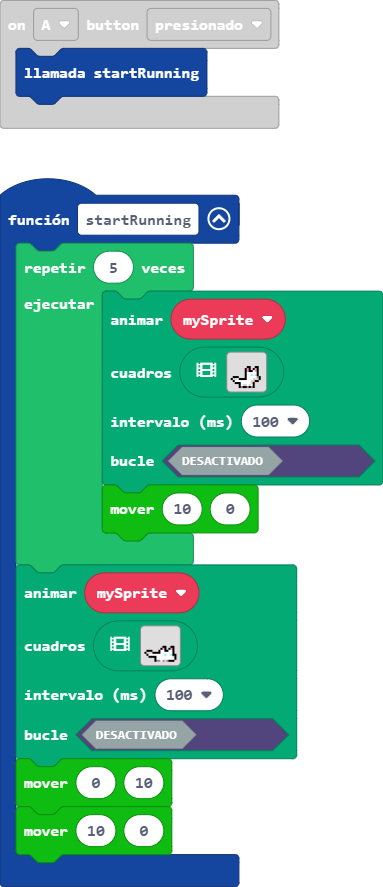 on A button presionado
llamada startRunning
función startRunning
repetir 5 veces
ejecutar
animar mySprite
cuadros
intervalo (ms) 100
bucle DESACTIVADO
mover 10 0
animar mySprite
cuadros
intervalo (ms) 100
bucle DESACTIVADO
mover 0 10
mover 10 0